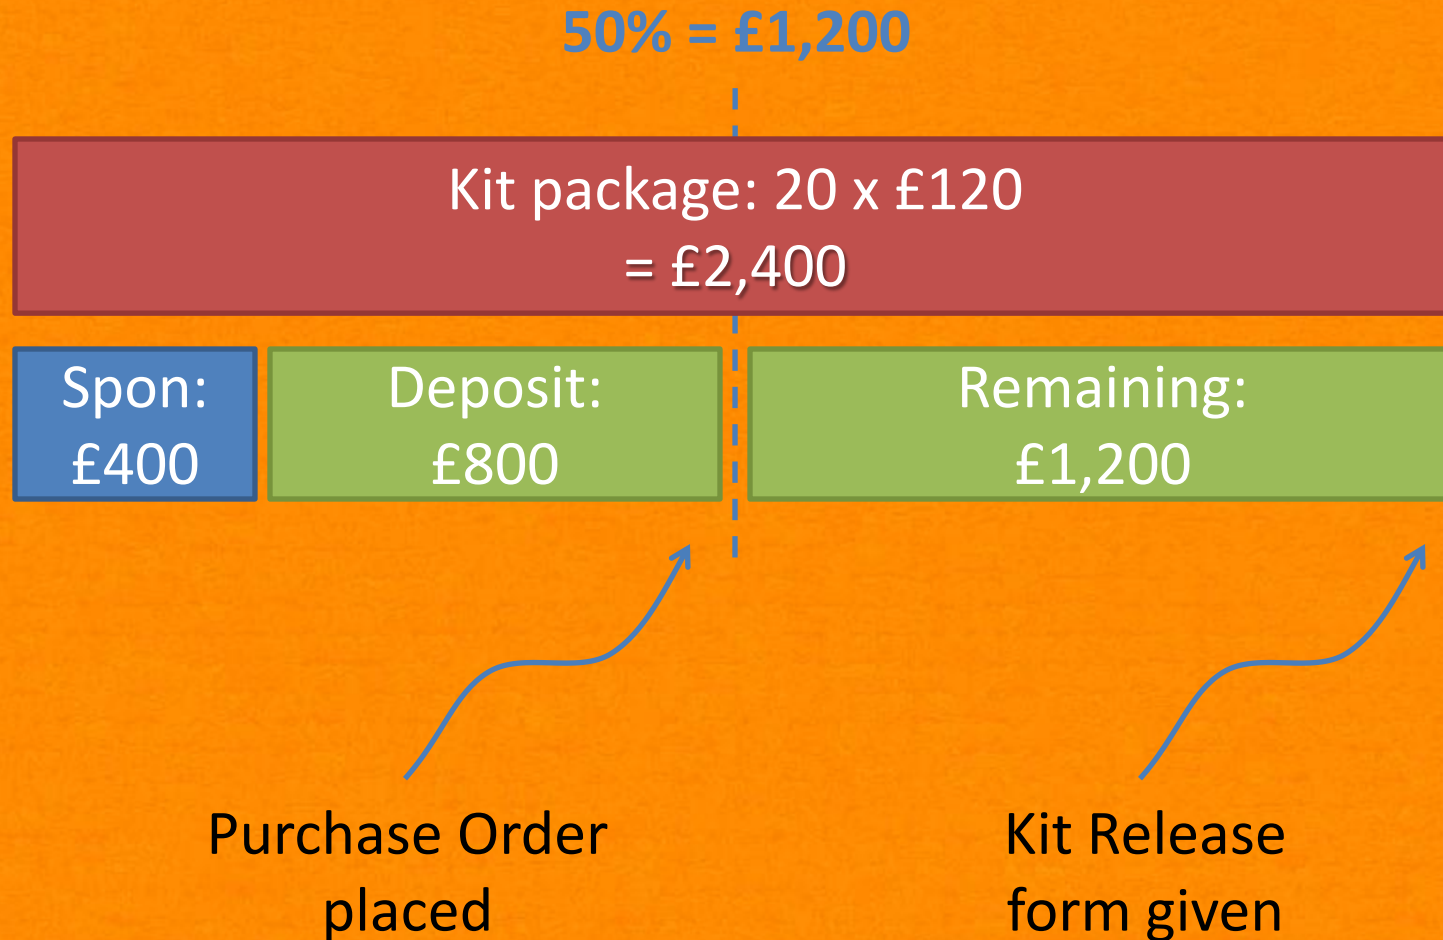 50% = £1,200
Kit package: 20 x £120
= £2,400
Spon:
£400
Deposit:
£800
Remaining:
£1,200
Purchase Order
placed
Kit Release
form given